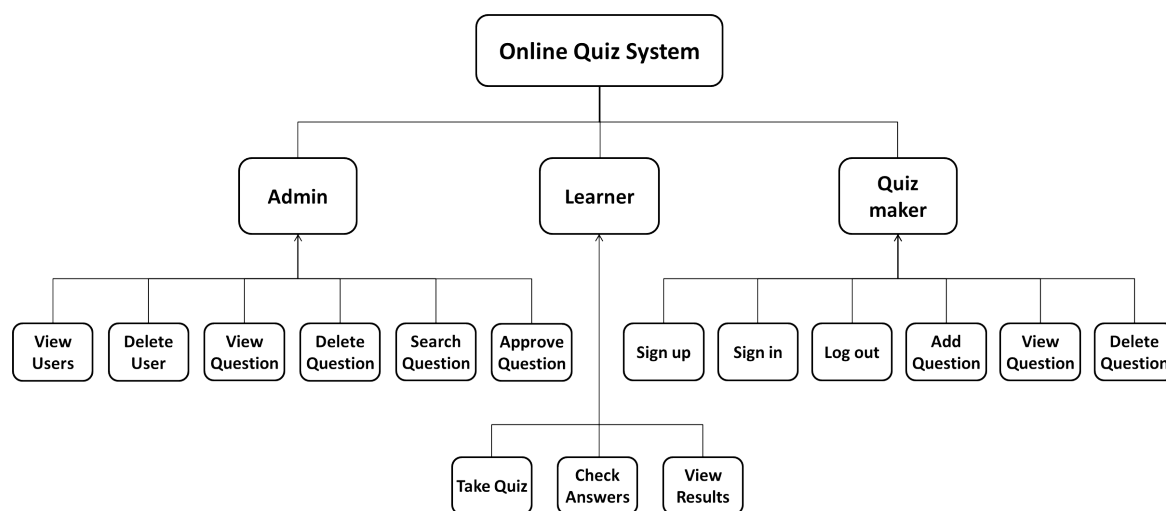 Online Quiz System
Admin
Learner
Quiz
maker
View
Users
Delete
User
View
Question
Delete
Question
Search
Question
Approve
Question
Sign up
Sign in
Log out
Add
Question
View
Question
Delete
Question
Take Quiz
Check
Answers
View
Results